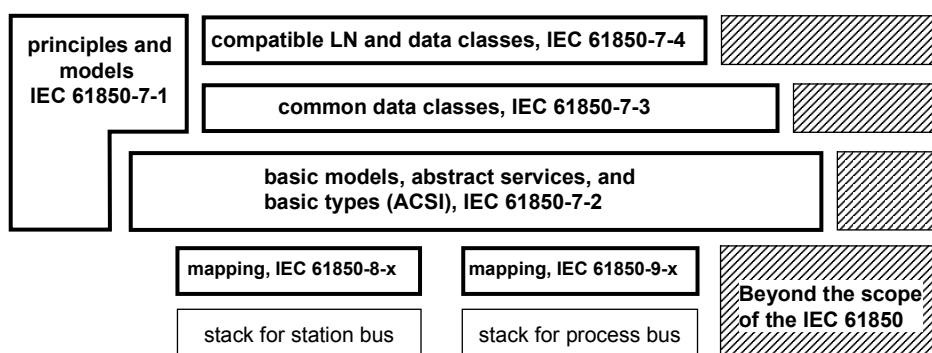 principles and
models
IEC 61850-7-1
compatible LN and data classes, IEC 61850-7-4
common data classes, IEC 61850-7-3
basic models, abstract services, and
basic types (ACSI), IEC 61850-7-2
mapping, IEC 61850-8-x
mapping, IEC 61850-9-x
stack for station bus
stack for process bus
Beyond the scope
of the IEC 61850